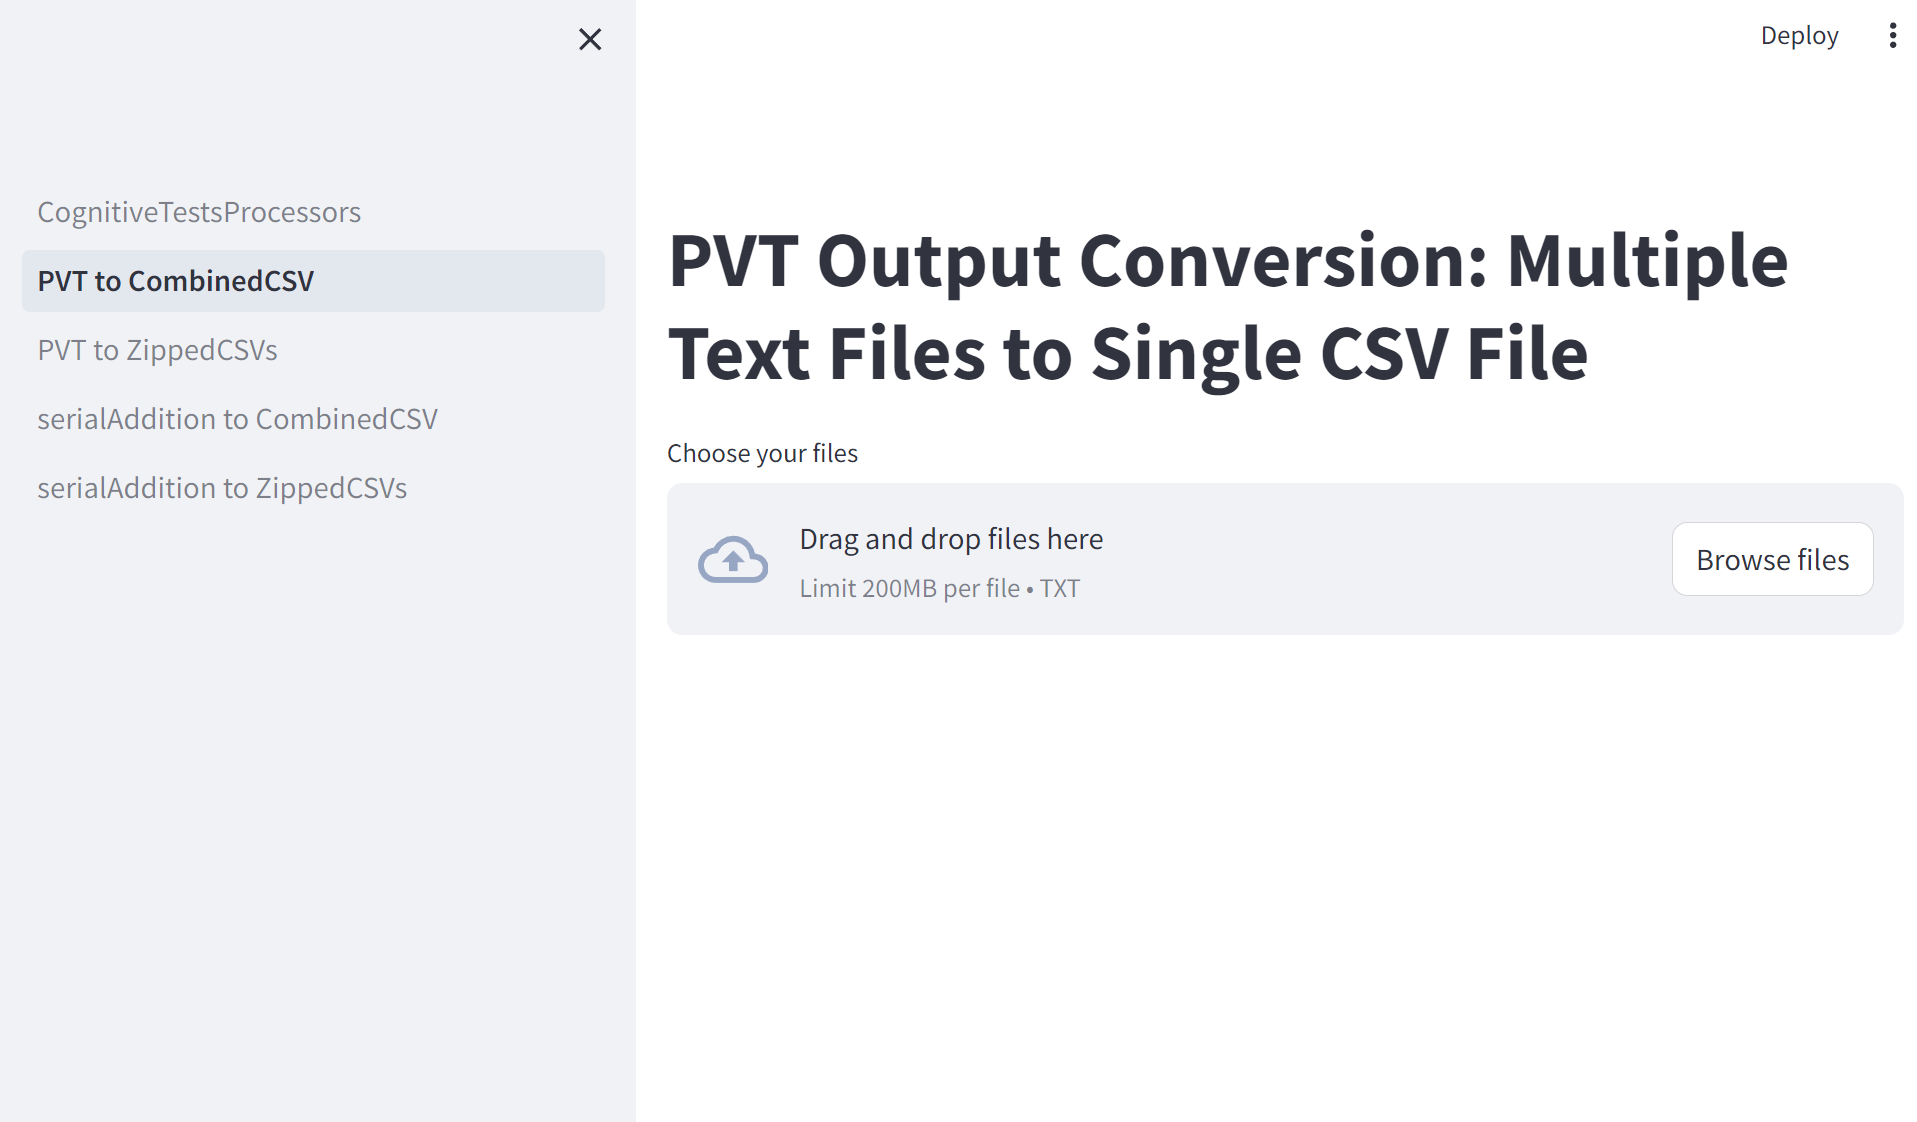 Deploy
CognitiveTestsProcessors
PVT to CombinedCSV
PVT to ZippedCSVs
serialAddition to CombinedCSV
serialAddition to ZippedCSVs
PVT Output Conversion: Multiple
Text Files to Single CSV File
Choose your files
Drag and drop files here
Limit 200MB per file • TXT
Browse files